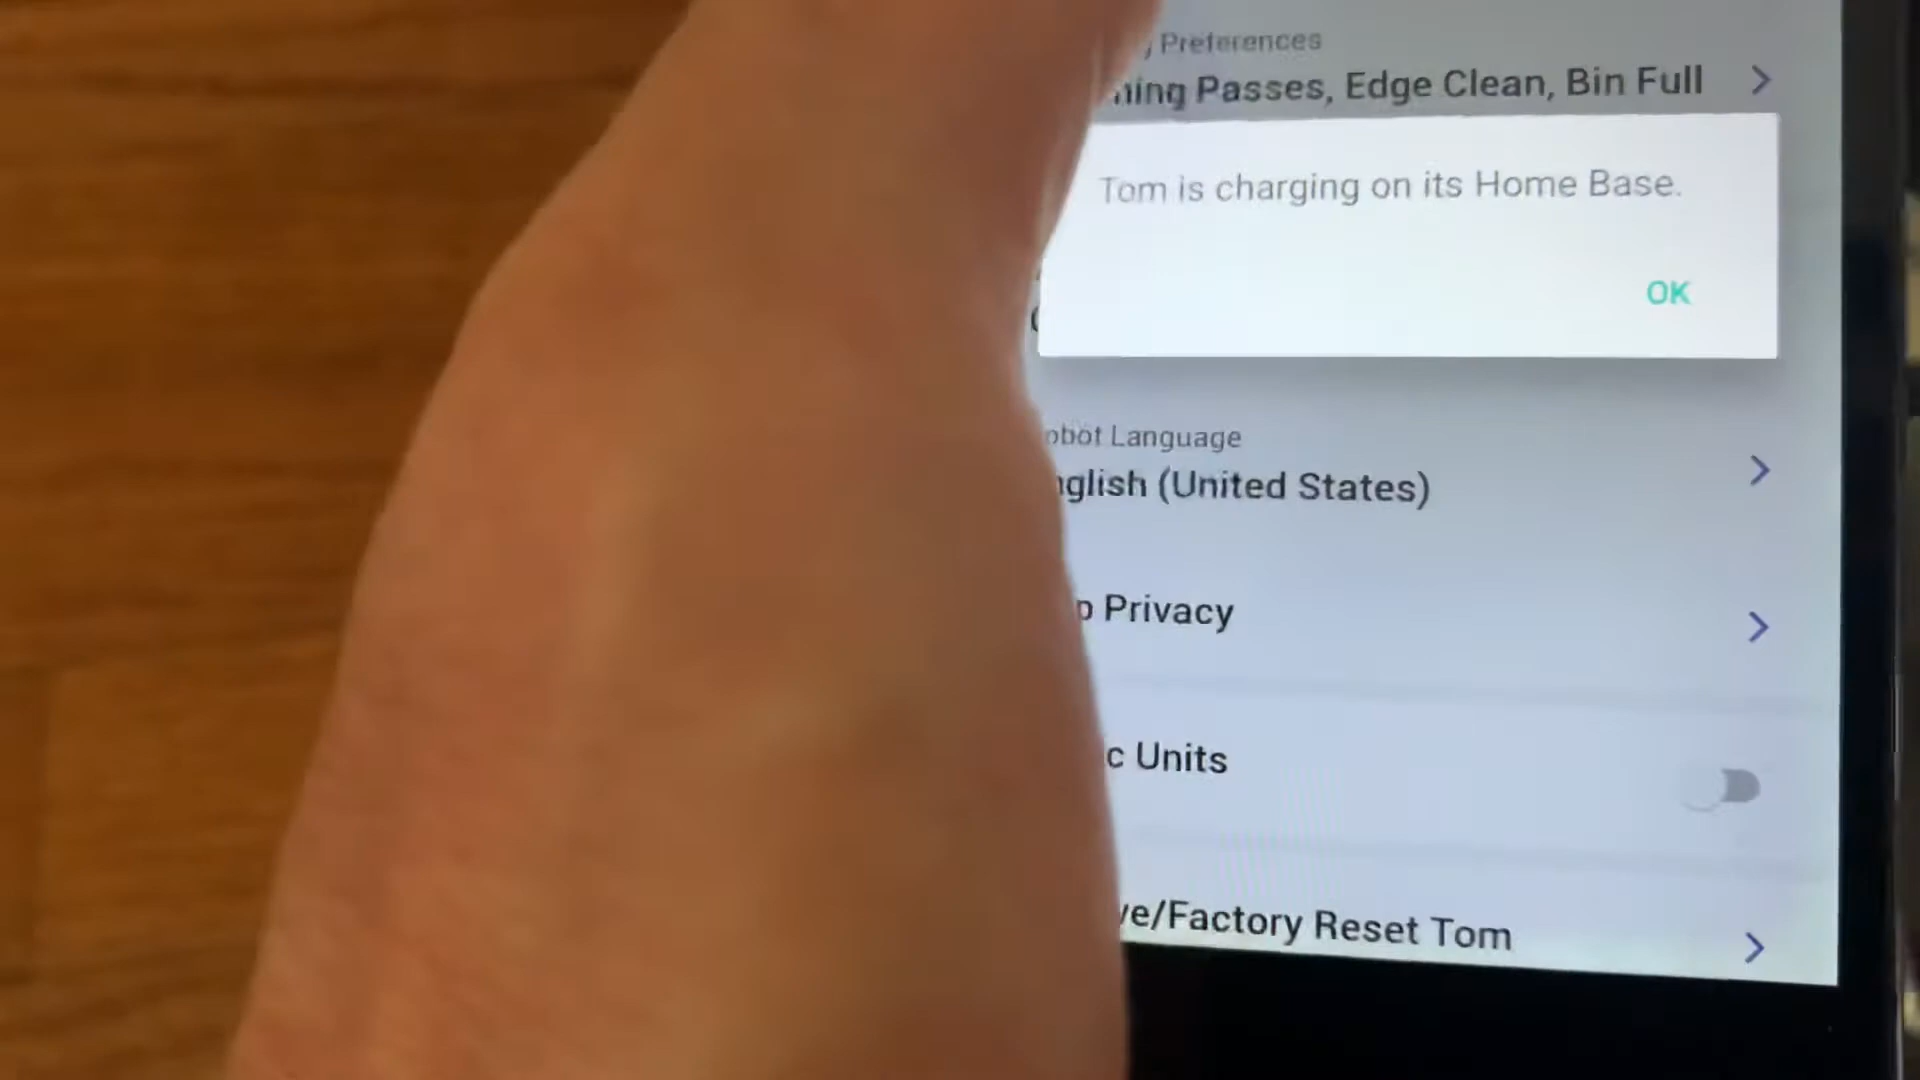 Preferences
Passes, Edge Clean, Bin Full
Tom is charging on its Home Base.
OK
Language
(United States)
Privacy
Units
Reset Tom